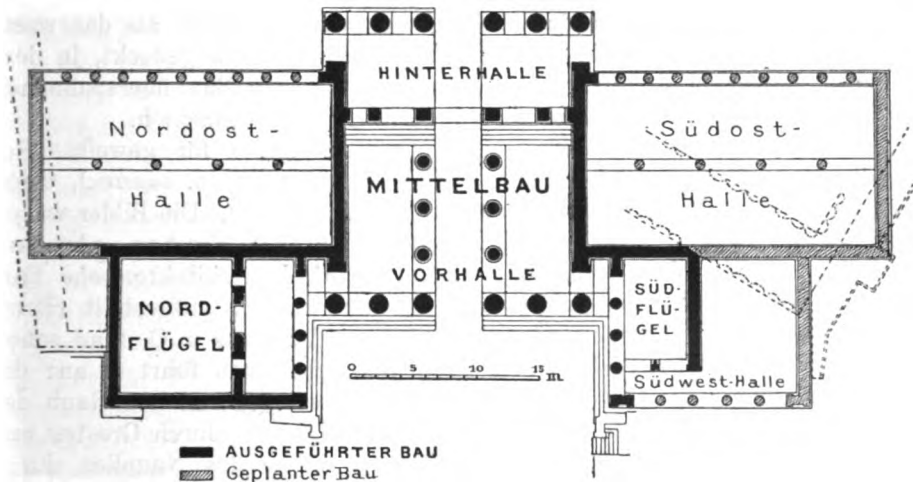 HINTERHALLE
Nordost-
Halle
Südost-
Halle
MITTELBAU
VORHALLE
NORD-
FLÜGEL
SÜD-
FLÜ-
GEL
Südwest-Halle
0 5 10 15 m
AUSGEFÜHRTER BAU
Geplanter Bau